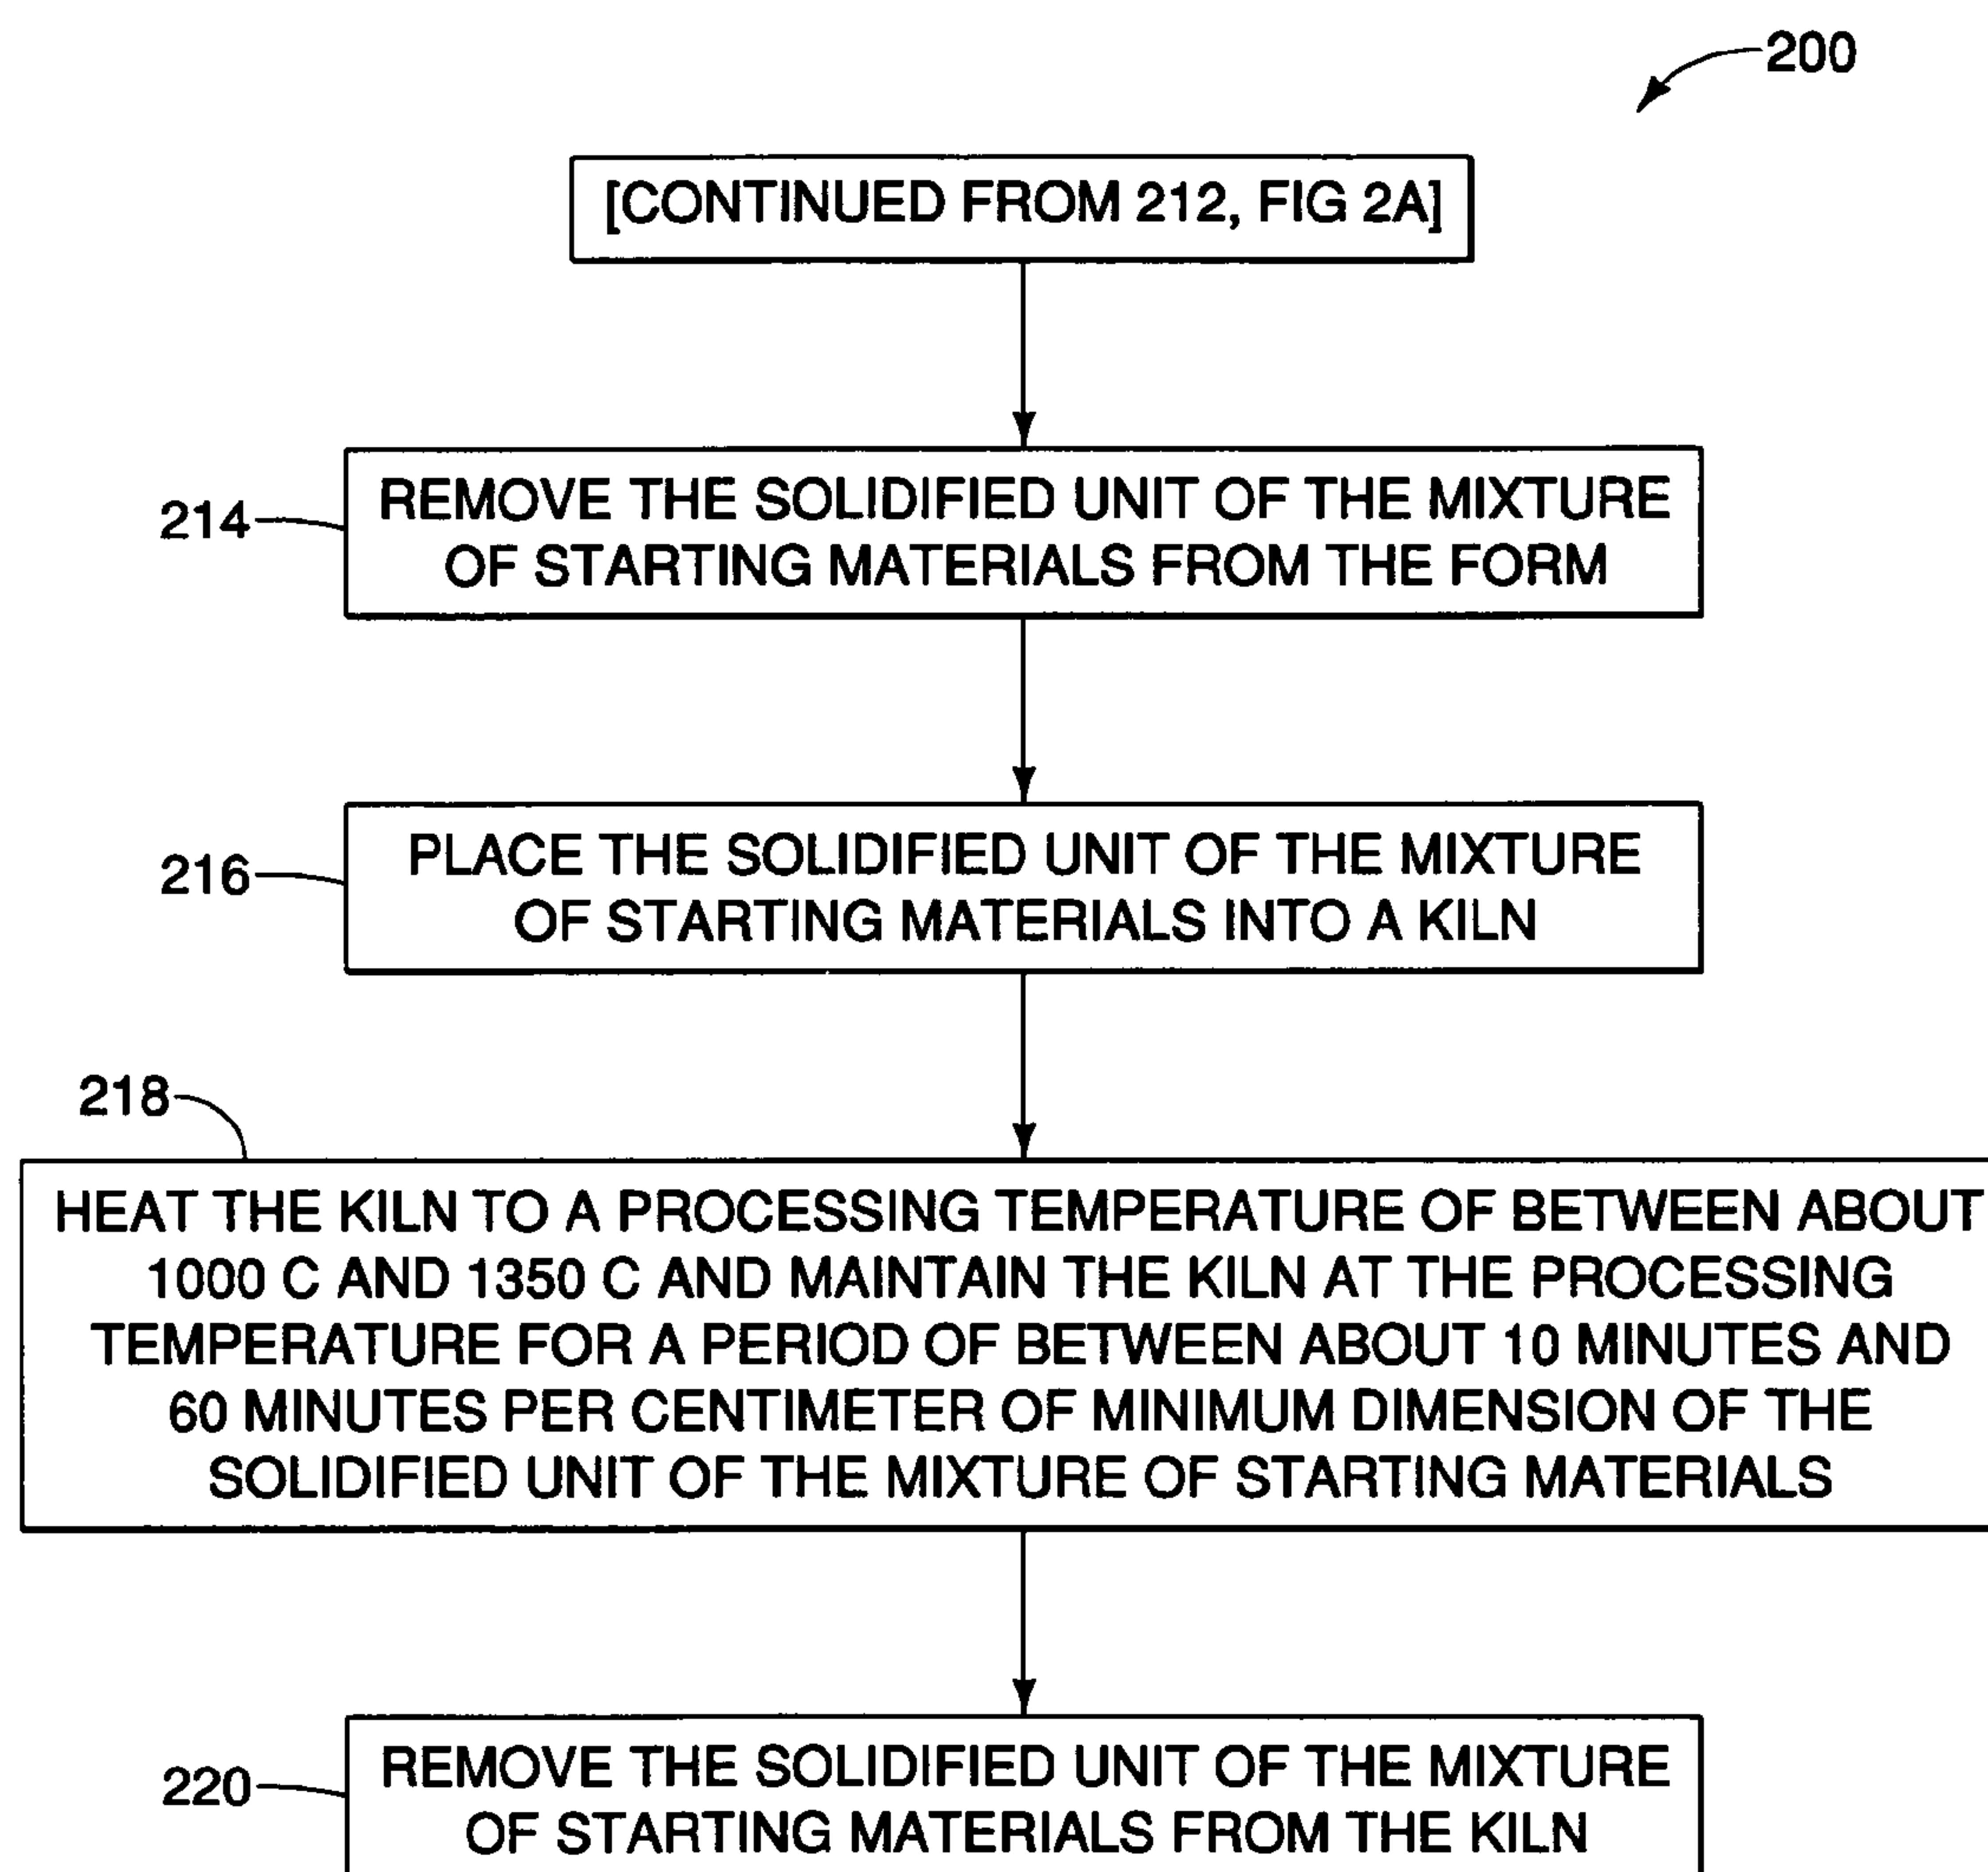 200
[CONTINUED FROM 212, FIG 2A]
214
REMOVE THE SOLIDIFIED UNIT OF THE MIXTURE
OF STARTING MATERIALS FROM THE FORM
216
PLACE THE SOLIDIFIED UNIT OF THE MIXTURE
OF STARTING MATERIALS INTO A KILN
218
HEAT THE KILN TO A PROCESSING TEMPERATURE OF BETWEEN ABOUT
1000 C AND 1350 C AND MAINTAIN THE KILN AT THE PROCESSING
TEMPERATURE FOR A PERIOD OF BETWEEN ABOUT 10 MINUTES AND
60 MINUTES PER CENTIMETER OF MINIMUM DIMENSION OF THE
SOLIDIFIED UNIT OF THE MIXTURE OF STARTING MATERIALS
220
REMOVE THE SOLIDIFIED UNIT OF THE MIXTURE
OF STARTING MATERIALS FROM THE KILN